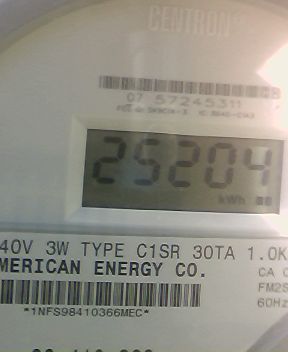 CENTRON®
07 57245311
25204
kWh
40V 3W TYPE C1SR 30TA 1.0K
MERICAN ENERGY CO.
CA 0
FM2S
60Hz
*1NFS98410366MEC*